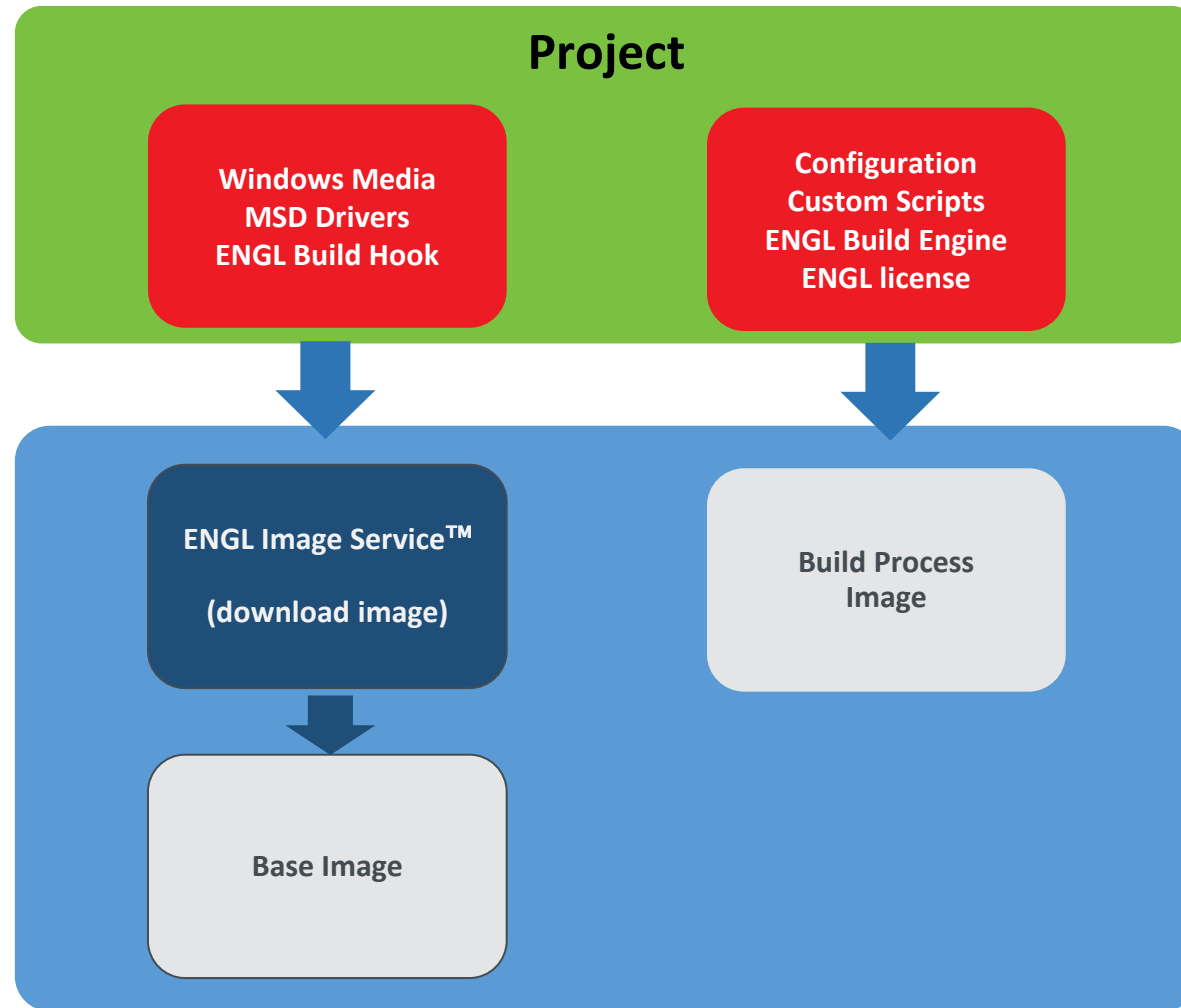 Project
Windows Media
MSD Drivers
ENGL Build Hook
Configuration
Custom Scripts
ENGL Build Engine
ENGL license
ENGL Image Service™
(download image)
Build Process
Image
Base Image